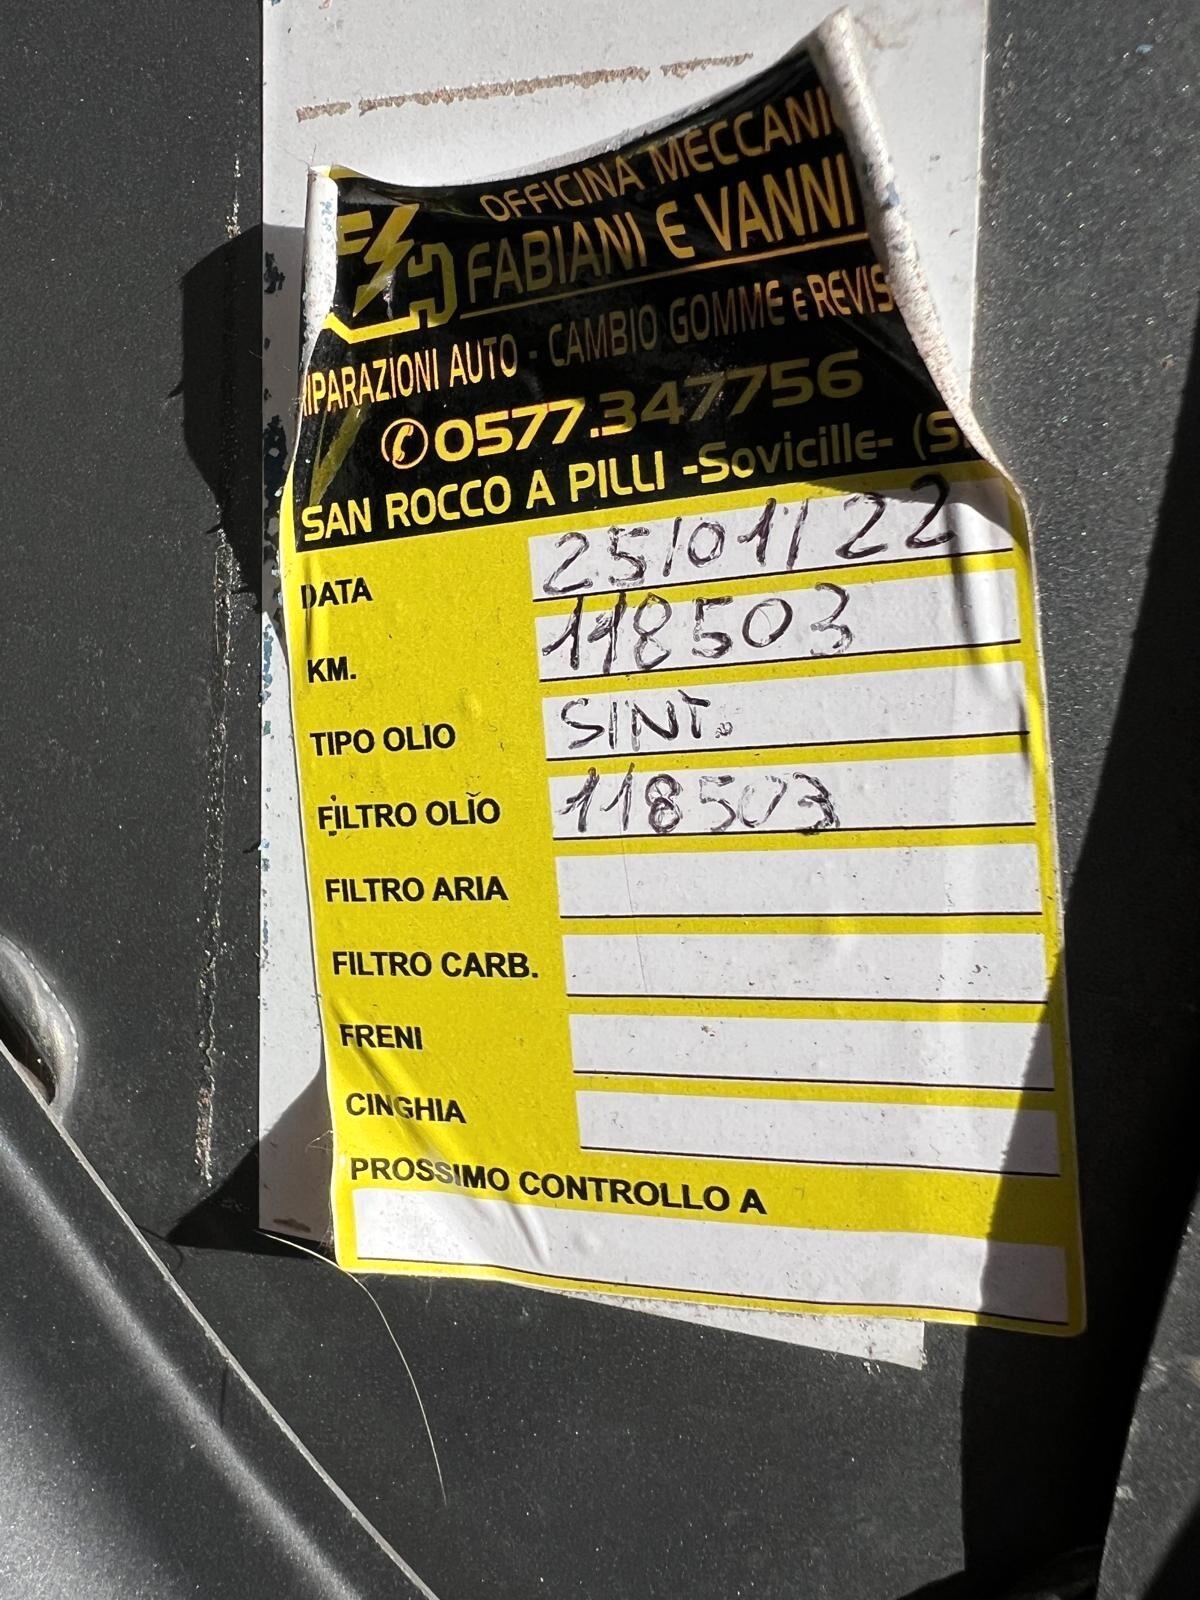 OFFICINA MECCANI
FABIANI E VANNI
RIPARAZIONI AUTO - CAMBIO GOMME e REVIS
0577.347756
SAN ROCCO A PILLI -Sovicille- (S
DATA 25/01/22
KM. 118503
TIPO OLIO SINT.
FILTRO OLIO 118503
FILTRO ARIA
FILTRO CARB.
FRENI
CINGHIA
PROSSIMO CONTROLLO A